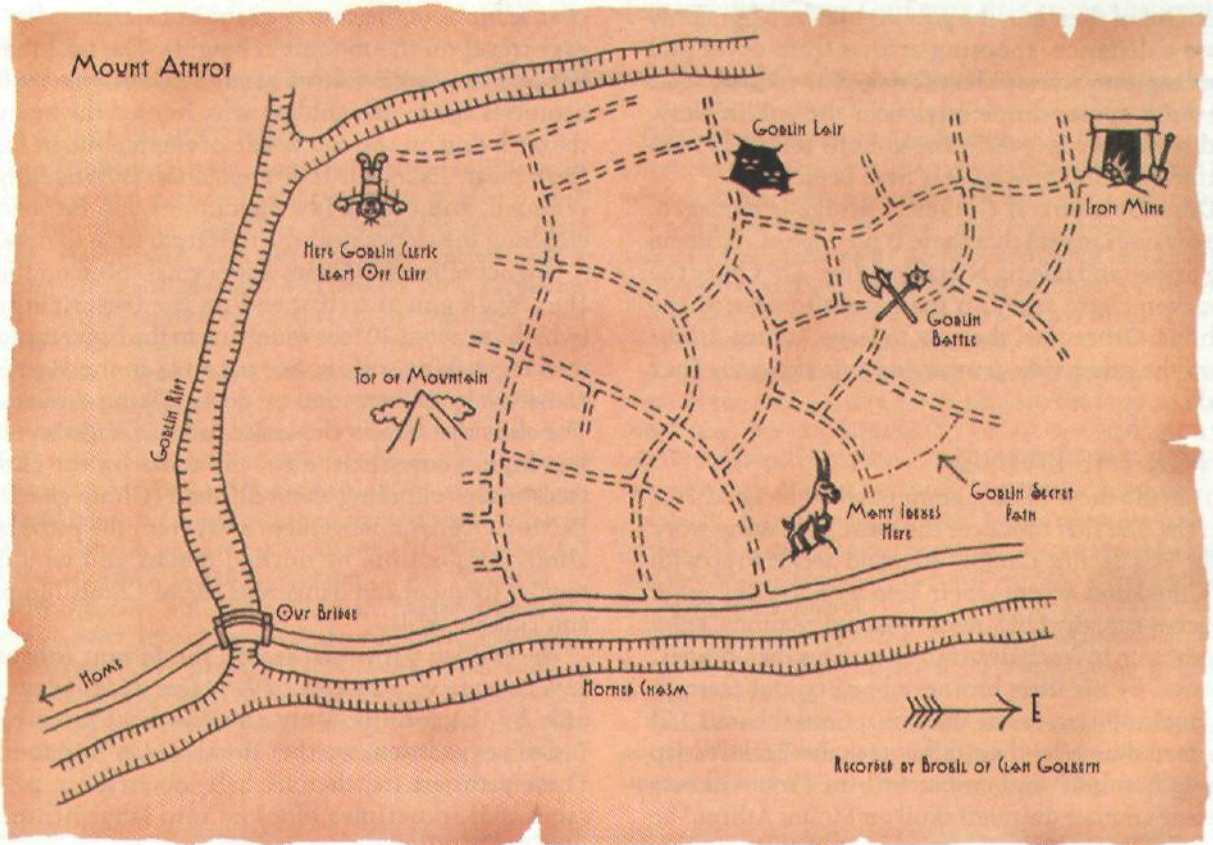 Mount Athrof
Goblin Lair
Iron Mine
Here Goblin Cleric
Leapt Off Cliff
Goblin
Battle
Top of Mountain
Goblin Rift
Goblin Secret
Path
Many Ibexes
Here
Our Bridge
Home
Horned Chasm
E
Recorded by Brobil of Clan Golbern